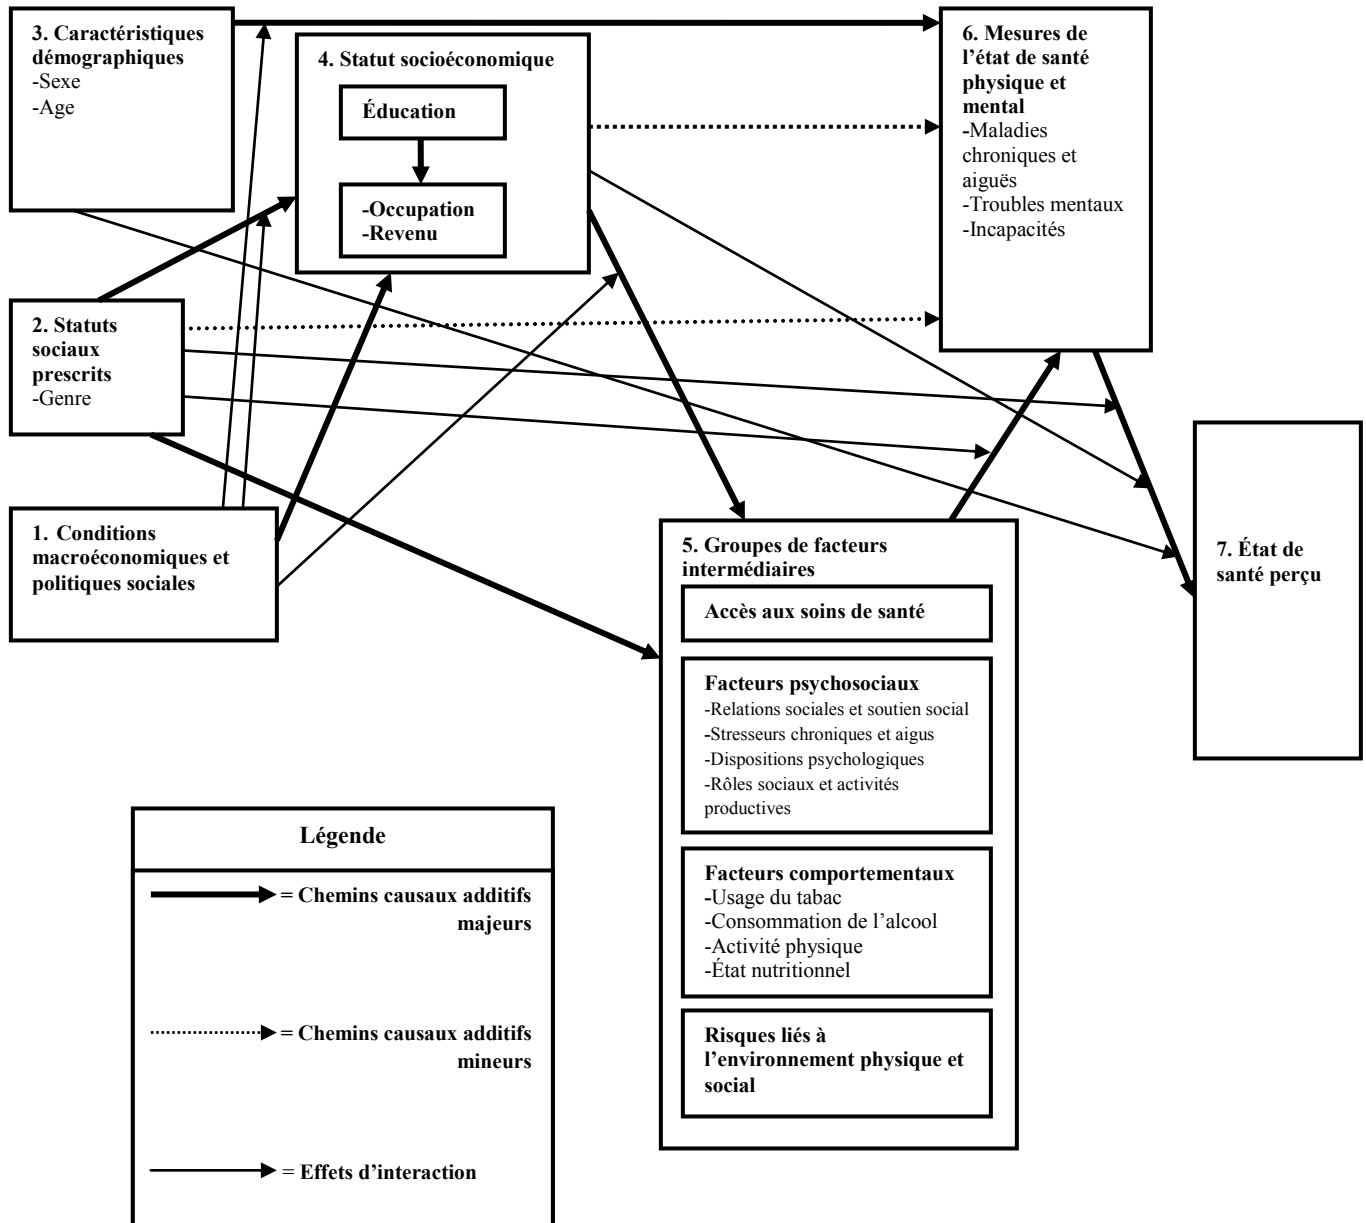 3. Caractéristiques
démographiques
-Sexe
-Age
4. Statut socioéconomique
Éducation
-Occupation
-Revenu
6. Mesures de
l’état de santé
physique et
mental
-Maladies
chroniques et
aiguës
-Troubles mentaux
-Incapacités
2. Statuts
sociaux
prescrits
-Genre
1. Conditions
macroéconomiques et
politiques sociales
5. Groupes de facteurs
intermédiaires
Accès aux soins de santé
Facteurs psychosociaux
-Relations sociales et soutien social
-Stresseurs chroniques et aigus
-Dispositions psychologiques
-Rôles sociaux et activités
productives
Facteurs comportementaux
-Usage du tabac
-Consommation de l’alcool
-Activité physique
-État nutritionnel
Risques liés à
l’environnement physique et
social
7. État de
santé perçu
Légende
= Chemins causaux additifs
majeurs
= Chemins causaux additifs
mineurs
= Effets d’interaction